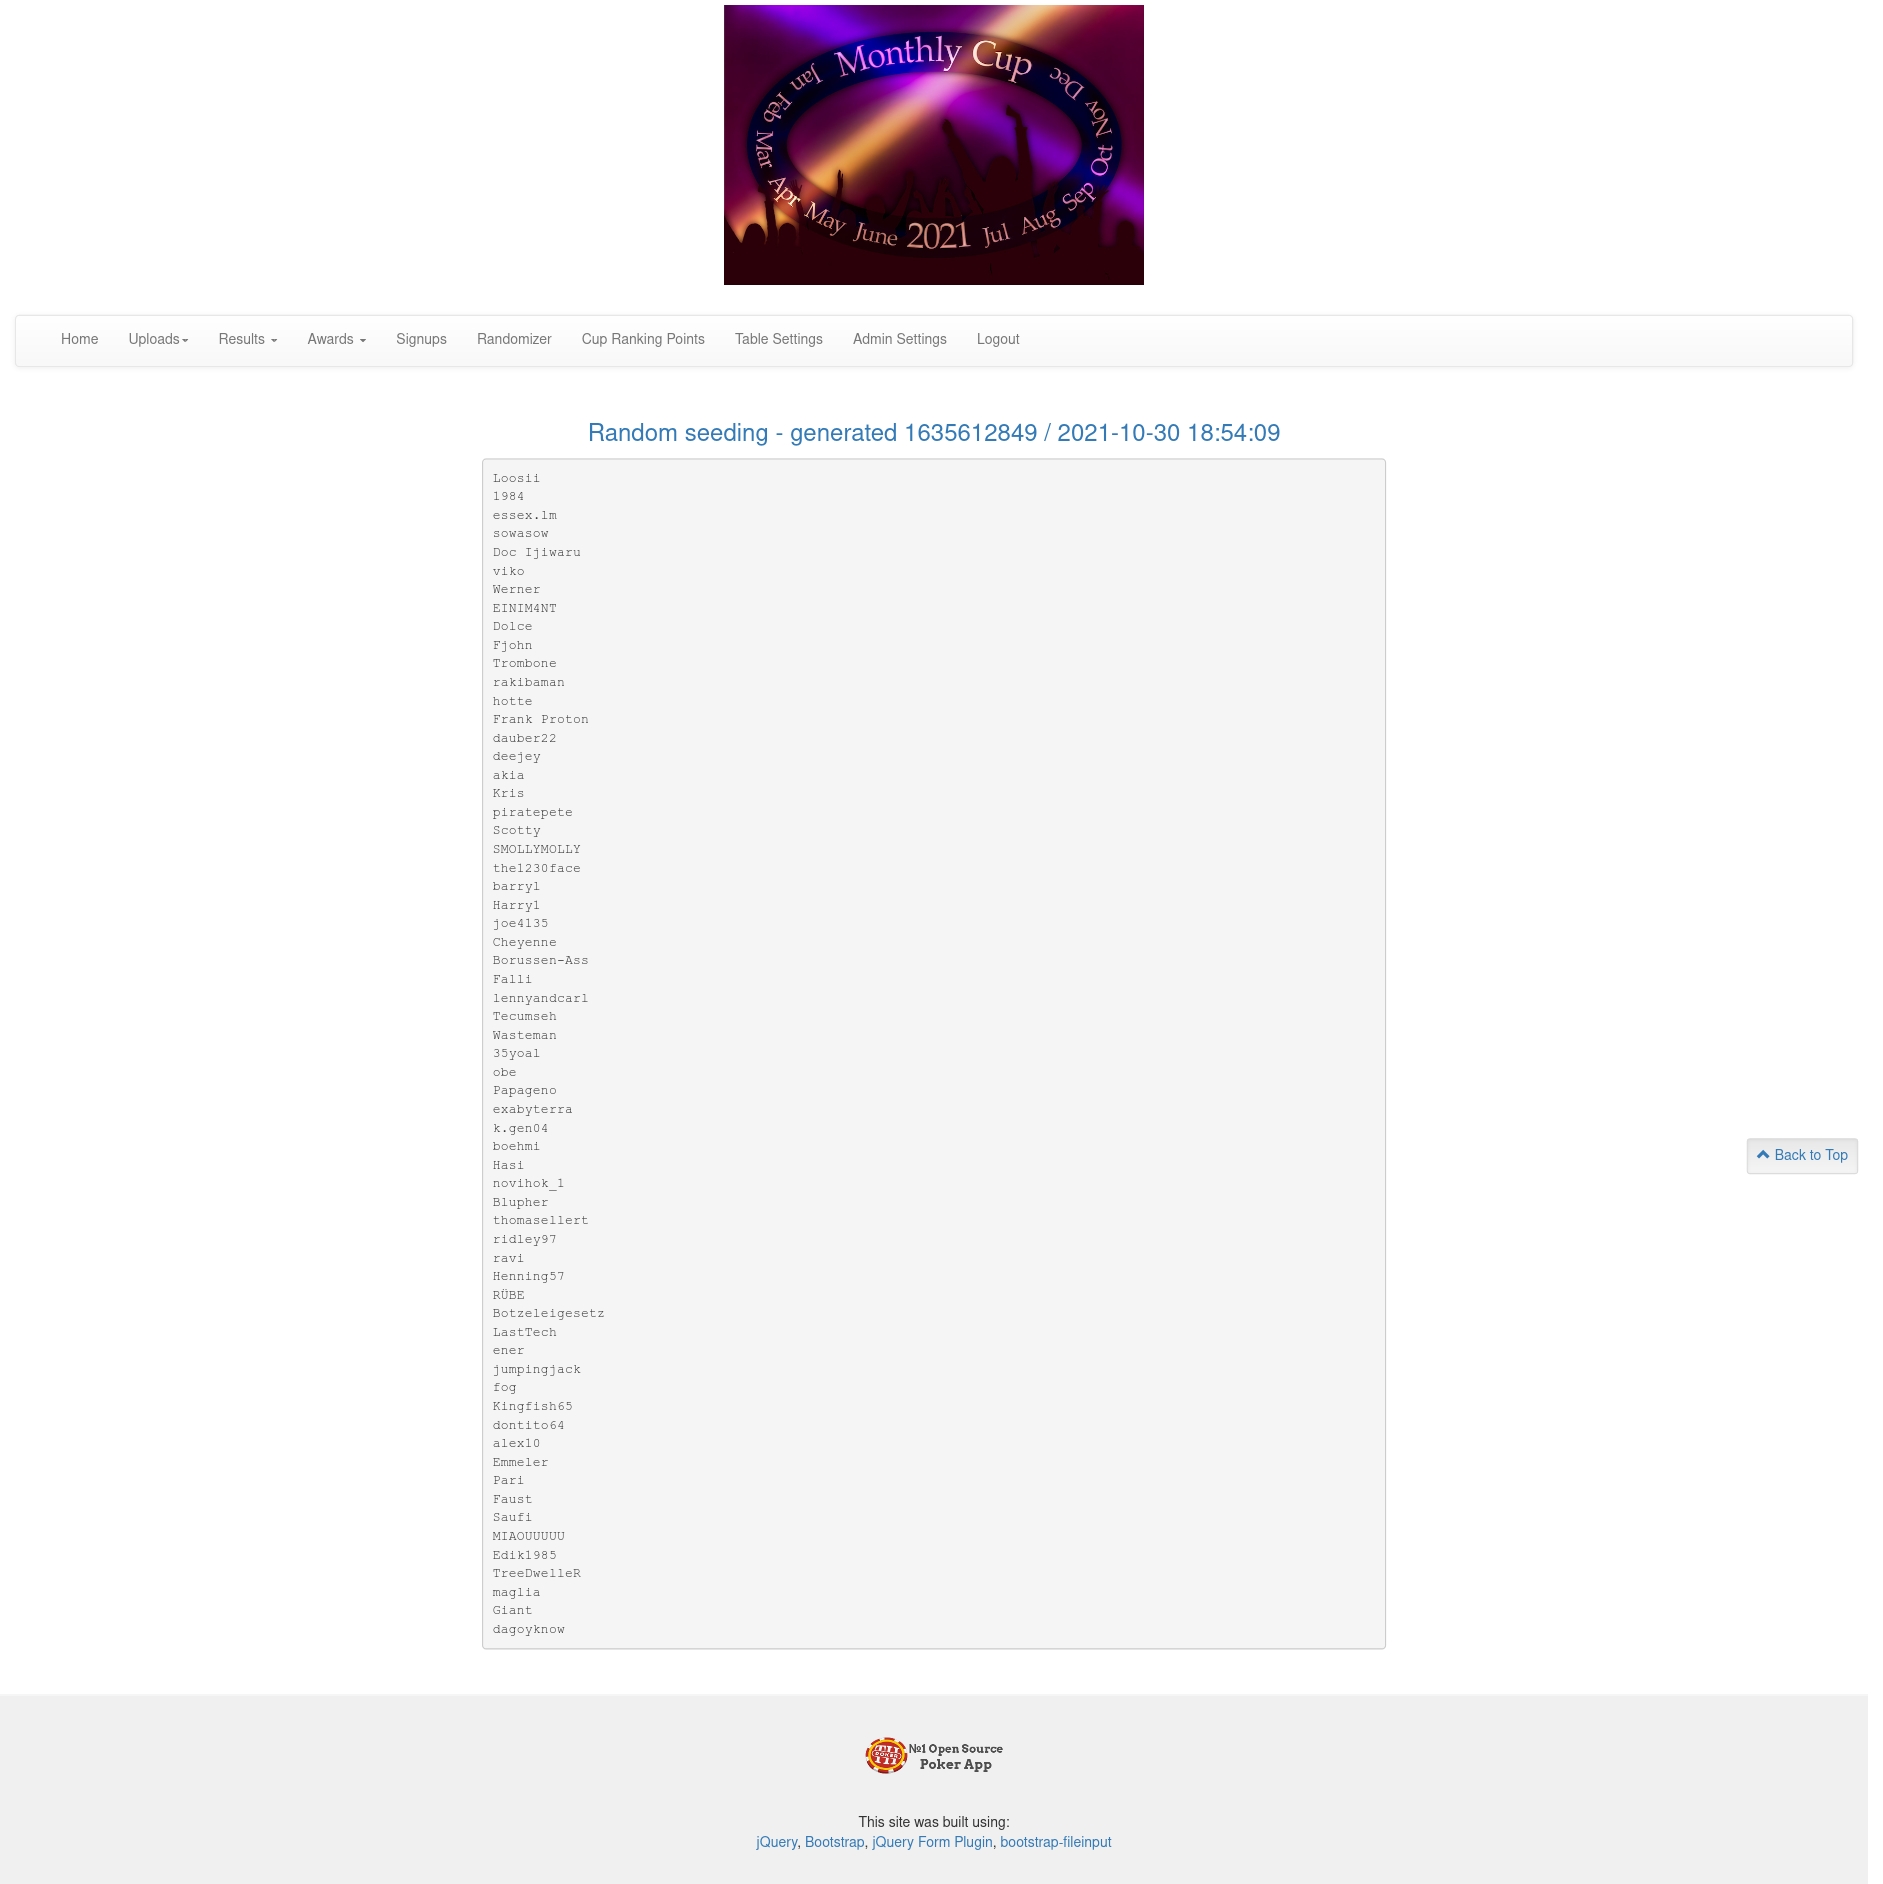 Monthly Cup
Jan Feb Mar Apr May June 2021 Jul Aug Sep Oct Nov Dec
Home Uploads Results Awards Signups Randomizer Cup Ranking Points Table Settings Admin Settings Logout
Random seeding - generated 1635612849 / 2021-10-30 18:54:09
Loosii
1984
essex.lm
sowasow
Doc Ijiwaru
viko
Werner
EINIM4NT
Dolce
Fjohn
Trombone
rakibaman
hotte
Frank Proton
dauber22
deejey
akia
Kris
piratepete
Scotty
SMOLLYMOLLY
the1230face
barry1
Harry1
joe4135
Cheyenne
Borussen-Ass
Falli
lennyandcarl
Tecumseh
Wasteman
35yoal
obe
Papageno
exabyterra
k.gen04
boehmi
Hasi
novihok_1
Blupher
thomasellert
ridley97
ravi
Henning57
RÜBE
Botzeleigesetz
LastTech
ener
jumpingjack
fog
Kingfish65
dontito64
alex10
Emmeler
Pari
Faust
Saufi
MIAOUUUUU
Edik1985
TreeDwelleR
maglia
Giant
dagoyknow
Back to Top
POKER
№1 Open Source
Poker App
This site was built using:
jQuery, Bootstrap, jQuery Form Plugin, bootstrap-fileinput